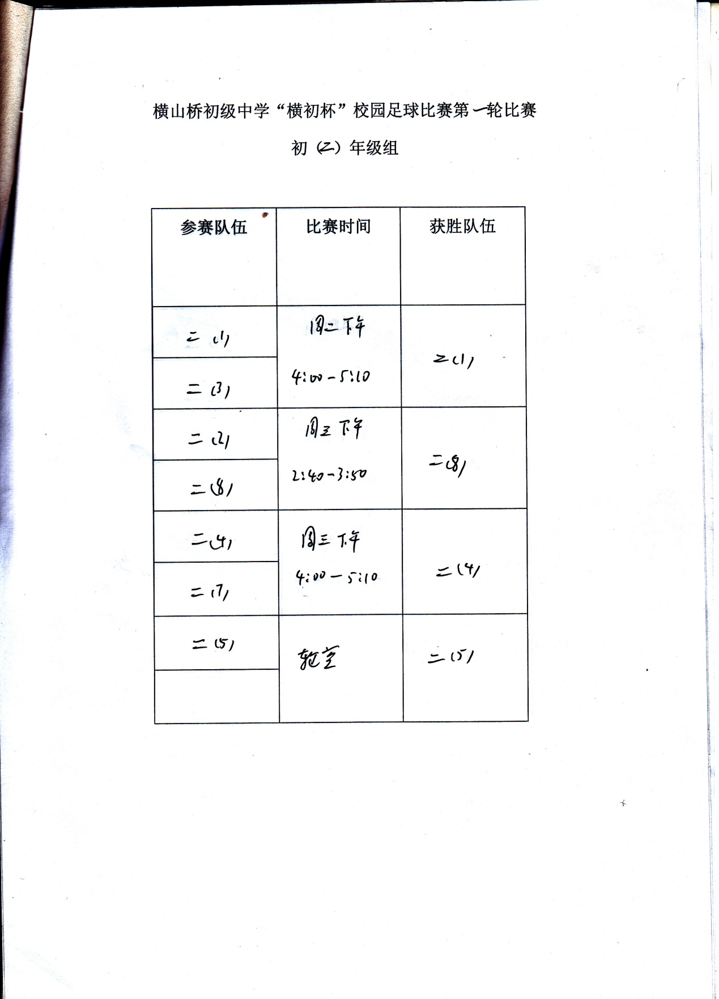 横山桥初级中学“横初杯”校园足球比赛第一轮比赛
初（二）年级组
参赛队伍 比赛时间 获胜队伍
二(1)
周二下午
4:00-5:10
二(1)
二(3)
二(2)
周三下午
2:40-3:50
二(8)
二(8)
二(4)
周三下午
4:00-5:10
二(4)
二(7)
二(5)
轮空
二(5)